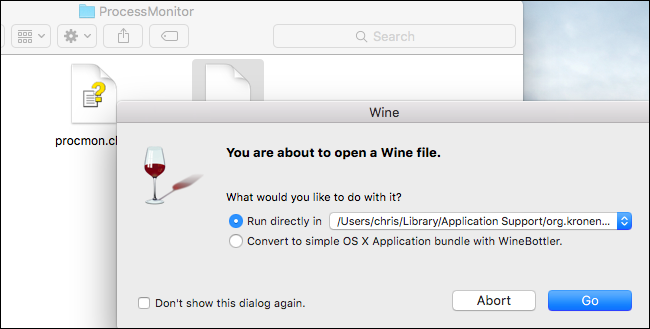 ProcessMonitor
Search
procmon.ch
Wine
You are about to open a Wine file.
What would you like to do with it?
Run directly in /Users/chris/Library/Application Support/org.kronen...
Convert to simple OS X Application bundle with WineBottler.
Don't show this dialog again.
Abort
Go